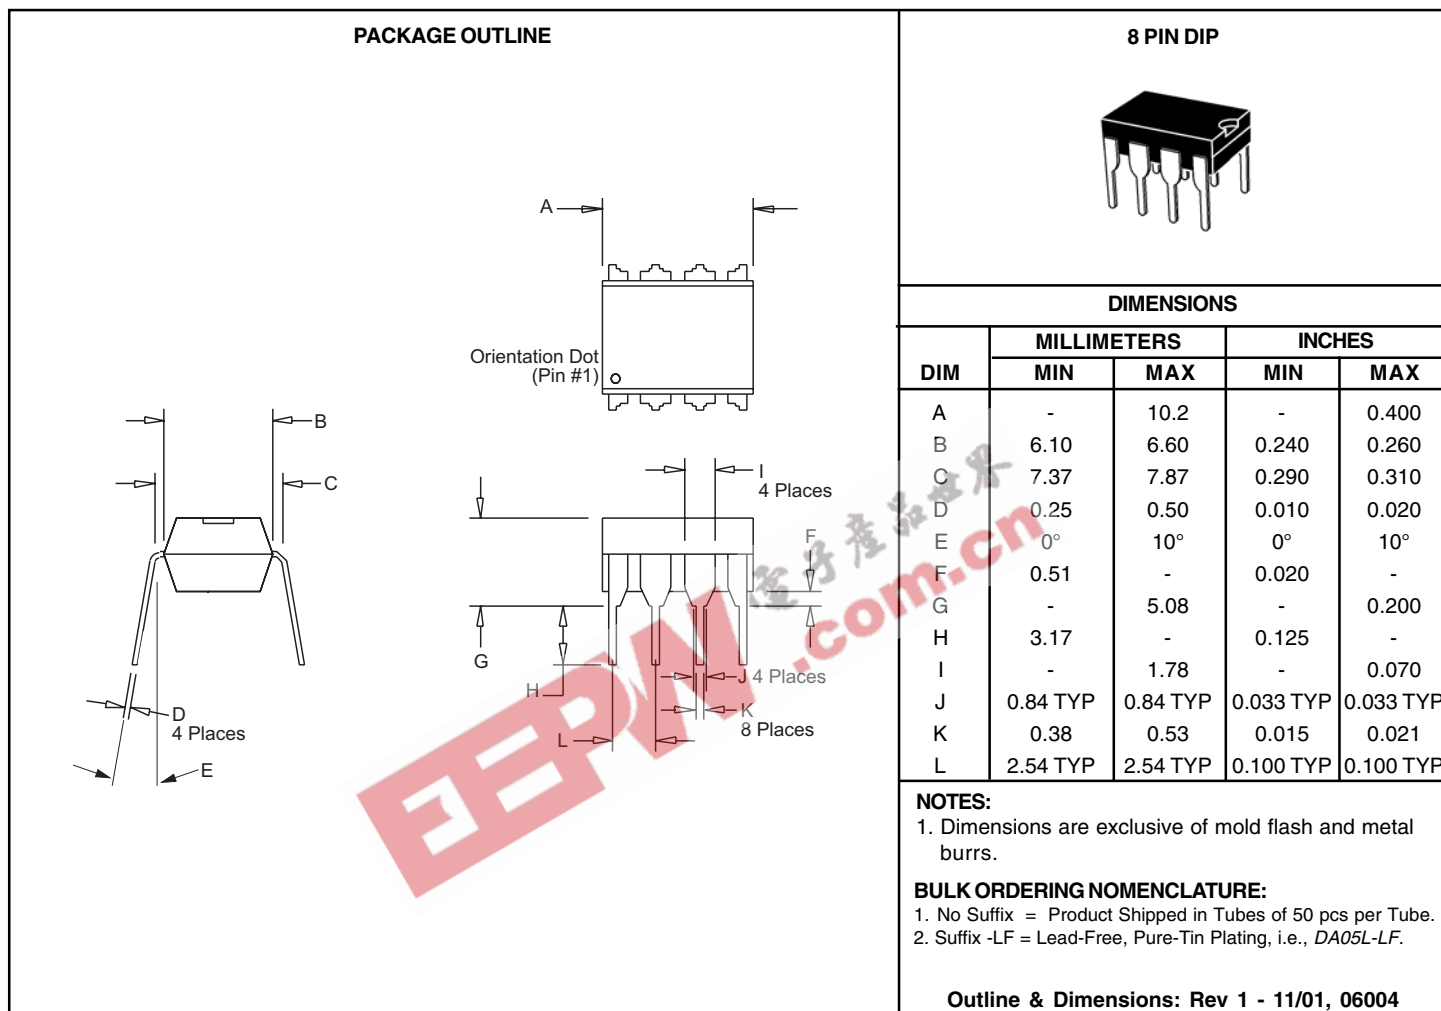 PACKAGE OUTLINE
A
Orientation Dot
(Pin #1)
B
C
I
4 Places
F
G
H
J 4 Places
K
8 Places
L
D
4 Places
E
8 PIN DIP
DIMENSIONS
MILLIMETERS INCHES
DIM MIN MAX MIN MAX
A - 10.2 - 0.400
B 6.10 6.60 0.240 0.260
C 7.37 7.87 0.290 0.310
D 0.25 0.50 0.010 0.020
E 0° 10° 0° 10°
F 0.51 - 0.020 -
G - 5.08 - 0.200
H 3.17 - 0.125 -
I - 1.78 - 0.070
J 0.84 TYP 0.84 TYP 0.033 TYP 0.033 TYP
K 0.38 0.53 0.015 0.021
L 2.54 TYP 2.54 TYP 0.100 TYP 0.100 TYP
NOTES:
1. Dimensions are exclusive of mold flash and metal
burrs.
BULK ORDERING NOMENCLATURE:
1. No Suffix = Product Shipped in Tubes of 50 pcs per Tube.
2. Suffix -LF = Lead-Free, Pure-Tin Plating, i.e., DA05L-LF.
Outline & Dimensions: Rev 1 - 11/01, 06004
電子產品世界
EEPW .com.cn